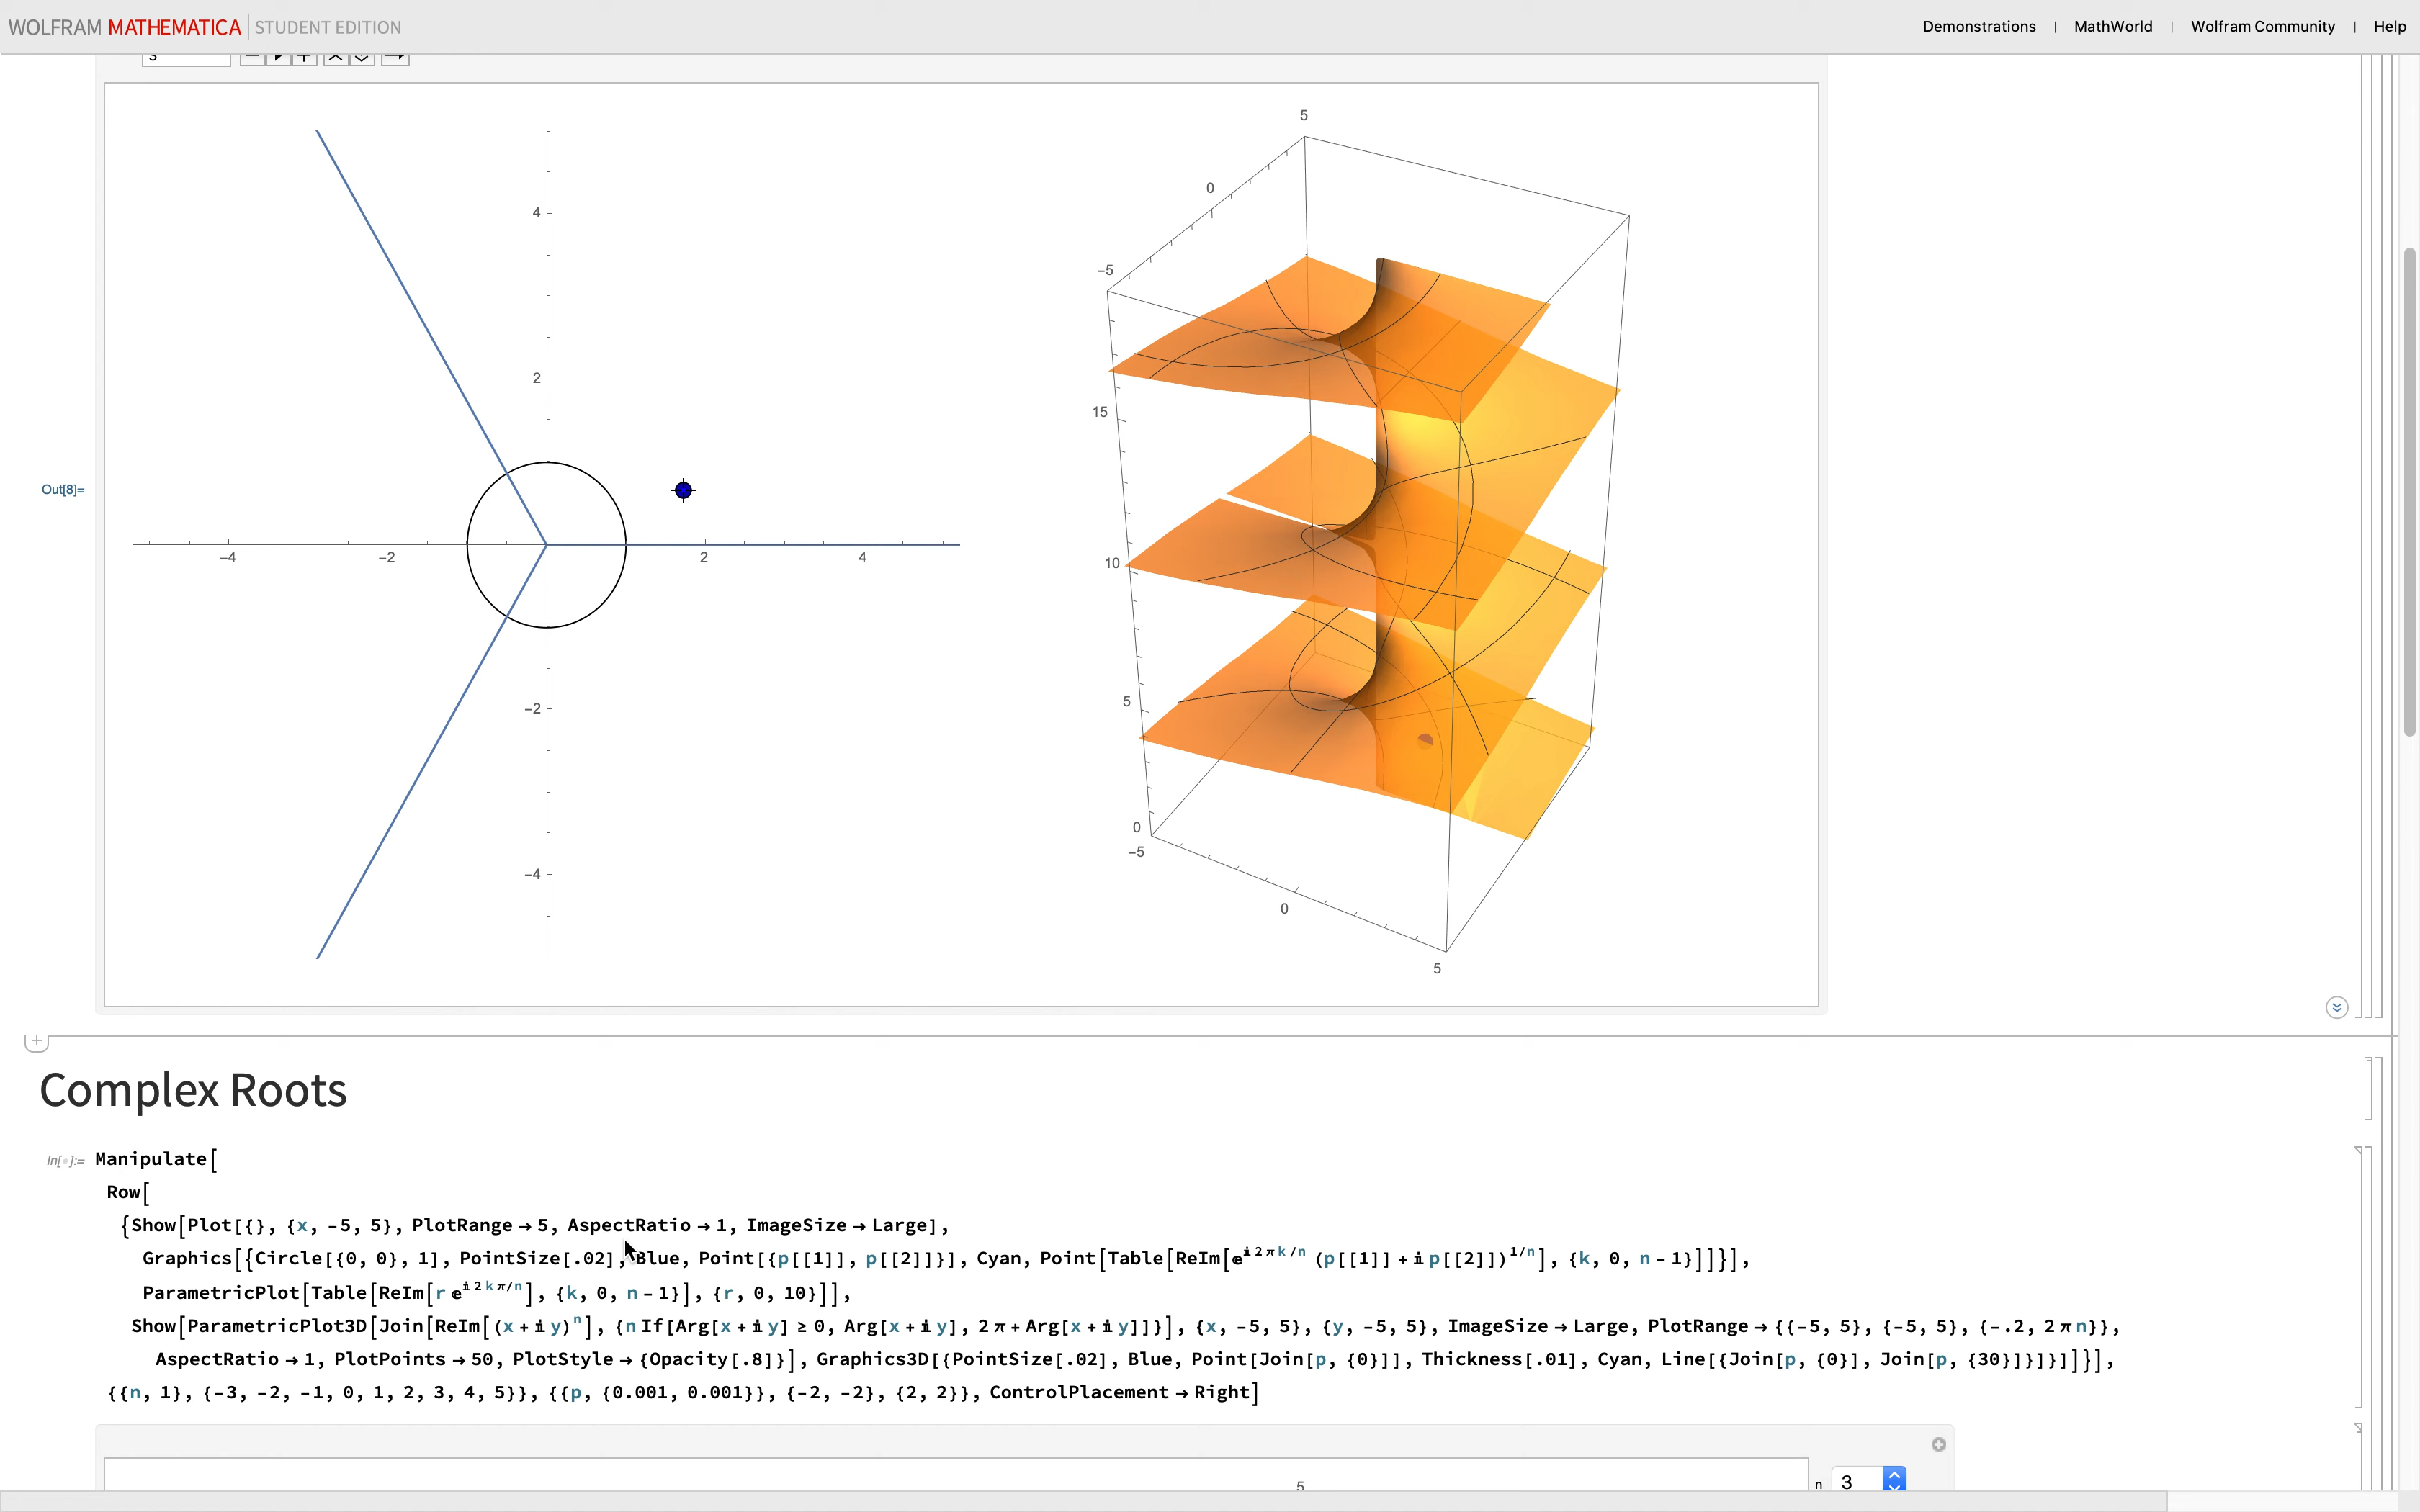 WOLFRAM MATHEMATICA | STUDENT EDITION
Demonstrations | MathWorld | Wolfram Community | Help
3
5
0
-5
4
2
15
Out[8]=
-4 -2 2 4
10
-2
5
-4
0
-5
0
5
Complex Roots
In[◦]:= Manipulate[
Row[
{Show[Plot[{}, {x, -5, 5}, PlotRange → 5, AspectRatio → 1, ImageSize → Large],
Graphics[{Circle[{0, 0}, 1], PointSize[.02], Blue, Point[{p[[1]], p[[2]]}], Cyan, Point[Table[ReIm[ⅇ^(ⅈ 2 π k/n) (p[[1]] + ⅈ p[[2]])^(1/n)], {k, 0, n - 1}]]}],
ParametricPlot[Table[ReIm[r ⅇ^(ⅈ 2 k π/n)], {k, 0, n - 1}], {r, 0, 10}]],
Show[ParametricPlot3D[Join[ReIm[(x + ⅈ y)^n], {n If[Arg[x + ⅈ y] ≥ 0, Arg[x + ⅈ y], 2 π + Arg[x + ⅈ y]]}], {x, -5, 5}, {y, -5, 5}, ImageSize → Large, PlotRange → {{-5, 5}, {-5, 5}, {-.2, 2 π n}},
AspectRatio → 1, PlotPoints → 50, PlotStyle → {Opacity[.8]}], Graphics3D[{PointSize[.02], Blue, Point[Join[p, {0}]], Thickness[.01], Cyan, Line[{Join[p, {0}], Join[p, {30}]}]}]]}],
{{n, 1}, {-3, -2, -1, 0, 1, 2, 3, 4, 5}}, {{p, {0.001, 0.001}}, {-2, -2}, {2, 2}}, ControlPlacement → Right]
5
n 3